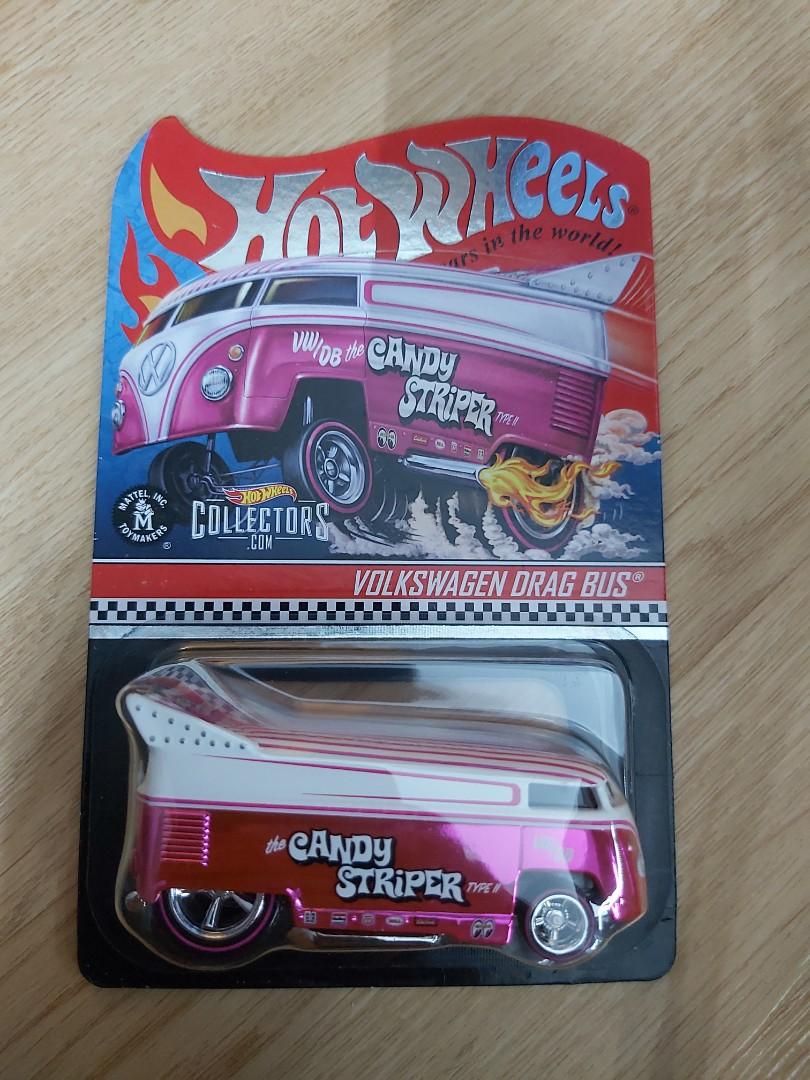 HOT WHEELS®
in the world!
VW/DB the CANDY
STRIPER TYPE II
MATTEL, INC.
M
TOYMAKERS
®
HOT WHEELS
COLLECTORS
.COM
VOLKSWAGEN DRAG BUS®
the CANDY
STRIPER TYPE II